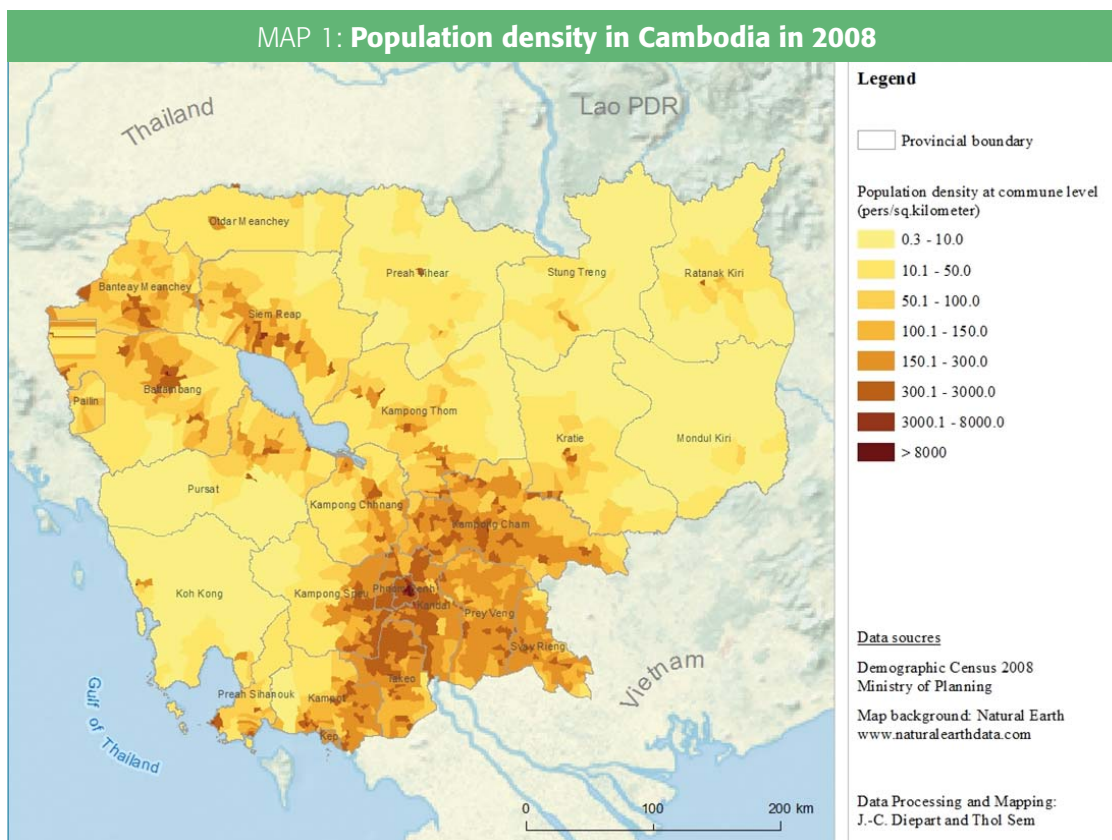 MAP 1: Population density in Cambodia in 2008
Thailand
Lao PDR
Otdar Meanchey
Preah Vihear
Stung Treng
Ratanak Kiri
Banteay Meanchey
Siem Reap
Battambang
Pailin
Kampong Thom
Kratie
Mondul Kiri
Pursat
Kampong Chhnang
Kampong Cham
Koh Kong
Kampong Speu
Phnom Penh
Kandal
Prey Veng
Svay Rieng
Takeo
Preah Sihanouk
Kampot
Kep
Vietnam
Gulf of Thailand
0 100 200 km
Legend
Provincial boundary
Population density at commune level
(pers/sq.kilometer)
0.3 - 10.0
10.1 - 50.0
50.1 - 100.0
100.1 - 150.0
150.1 - 300.0
300.1 - 3000.0
3000.1 - 8000.0
> 8000
Data soucres
Demographic Census 2008
Ministry of Planning
Map background: Natural Earth
www.naturalearthdata.com
Data Processing and Mapping:
J.-C. Diepart and Thol Sem